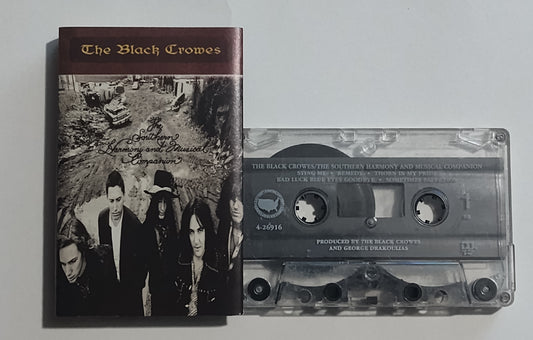 The Black Crowes
The
Southern
Harmony and Musical
Companion
THE BLACK CROWES/THE SOUTHERN HARMONY AND MUSICAL COMPANION
STING ME • REMEDY • THORN IN MY PRIDE
BAD LUCK BLUE EYES GOODBYE • SOMETIMES SALVATION
4-26916
PRODUCED BY THE BLACK CROWES
AND GEORGE DRAKOULIAS